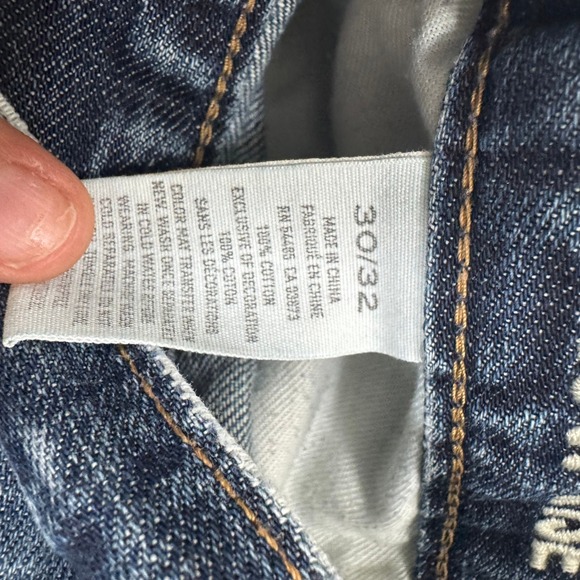 30/32
MADE IN CHINA
FABRIQUÉ EN CHINE
RN 54485 CA 03973
100% COTTON
EXCLUSIVE OF DECORATION
100% COTON
SANS LES DÉCORATIONS
COLOR MAY TRANSFER WHEN
NEW. WASH ONCE SEPARATELY
IN COLD WATER BEFORE
WEARING. MACHINE WASH
COLD SEPARATELY. DO NOT